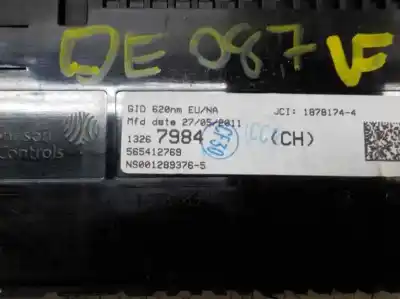 DE 087 VF
GID 620nm EU/NA JCI: 1878174-4
Mfd date 27/05/2011
1326 7984 (CH)
Controls
565412769
NS001289376-5